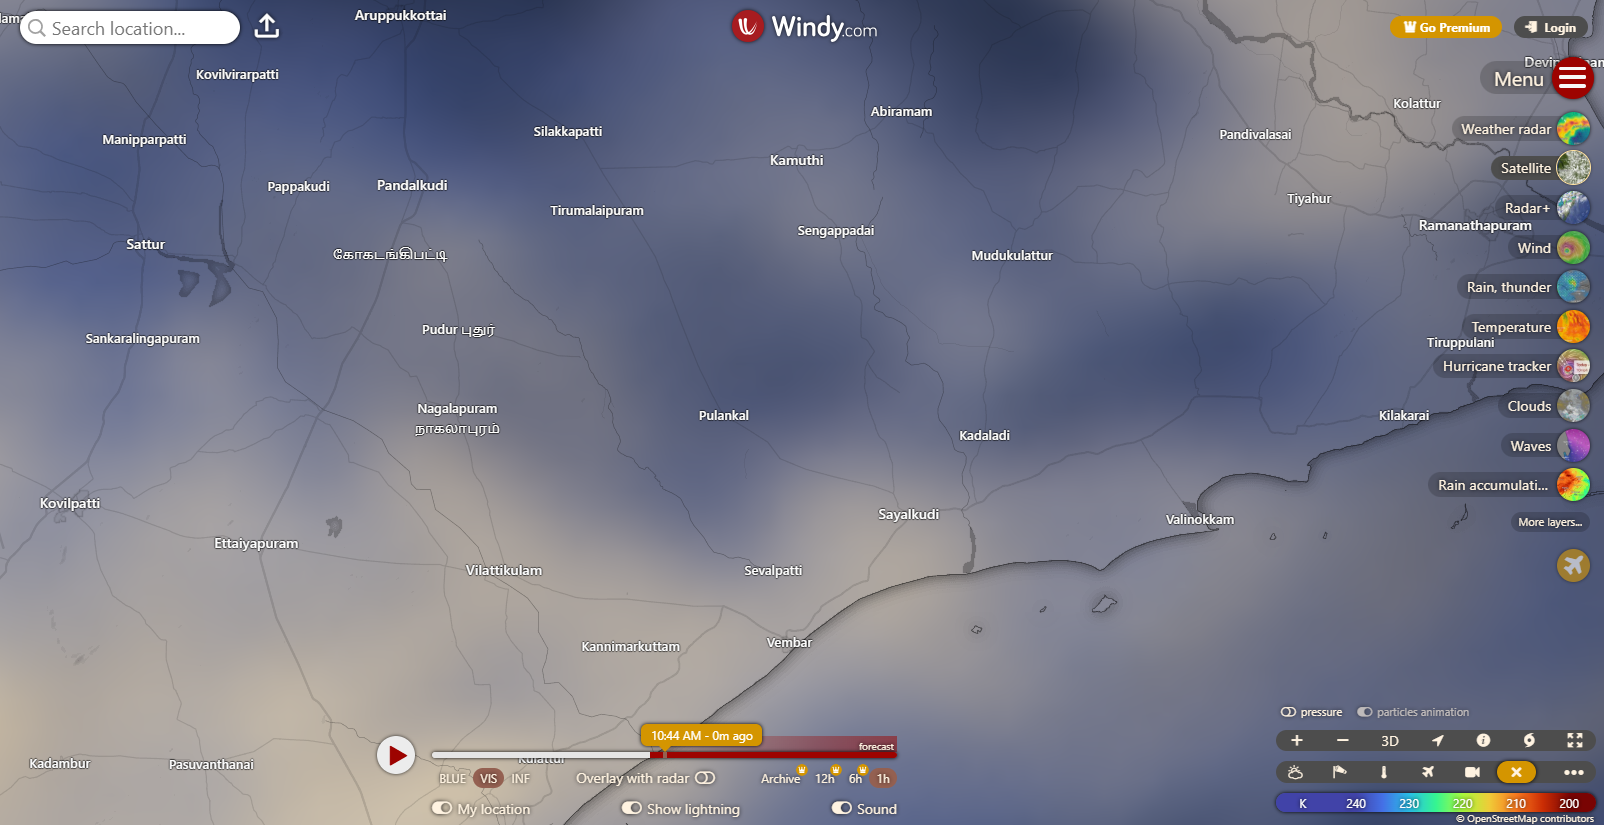 Aruppukkottai
Search location...
Windy.com
Go Premium
Login
Menu
Kovilvirarpatti
Kolattur
Abiramam
Weather radar
Silakkapatti
Pandivalasai
Manipparpatti
Kamuthi
Satellite
Pappakudi
Pandalkudi
Tiyahur
Radar+
Tirumalaipuram
Ramanathapuram
Sengappadai
Sattur
Wind
கோகடங்கிபட்டி
Mudukulattur
Rain, thunder
Pudur புதூர்
Temperature
Sankaralingapuram
Tiruppulani
Hurricane tracker
Nagalapuram
நாகலாபுரம்
Clouds
Pulankal
Kilakarai
Kadaladi
Waves
Rain accumulati...
Kovilpatti
Sayalkudi
Valinokkam
More layers...
Ettaiyapuram
Vilattikulam
Sevalpatti
Vembar
Kannimarkuttam
pressure
particles animation
10:44 AM - 0m ago
forecast
3D
Kadambur
Pasuvanthanai
Kulattur
BLUE VIS INF
Overlay with radar
Archive 12h 6h 1h
My location
Show lightning
Sound
K 240 230 220 210 200
© OpenStreetMap contributors